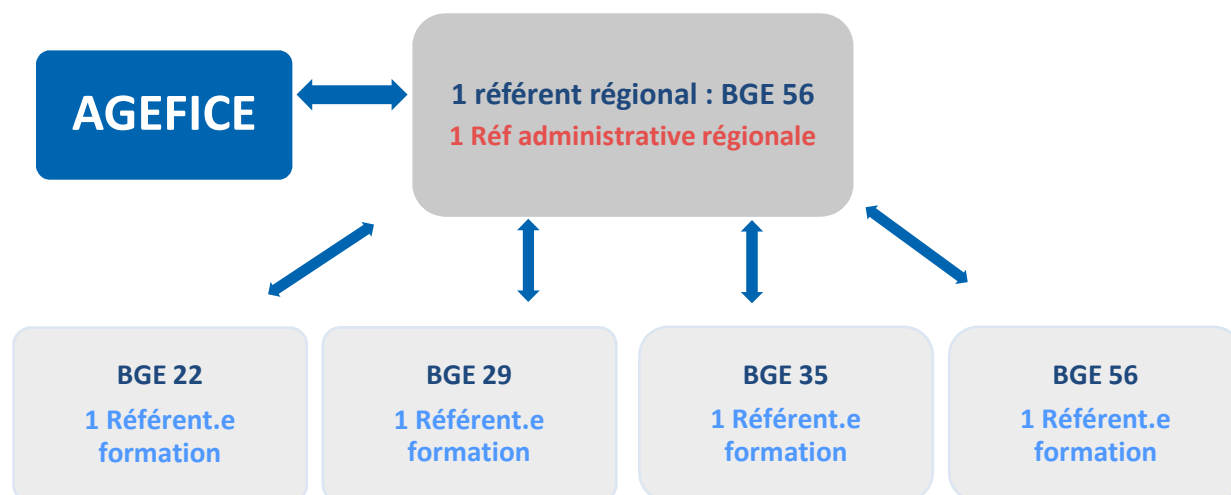 AGEFICE
1 référent régional : BGE 56
1 Réf administrative régionale
BGE 22
1 Référent.e
formation
BGE 29
1 Référent.e
formation
BGE 35
1 Référent.e
formation
BGE 56
1 Référent.e
formation